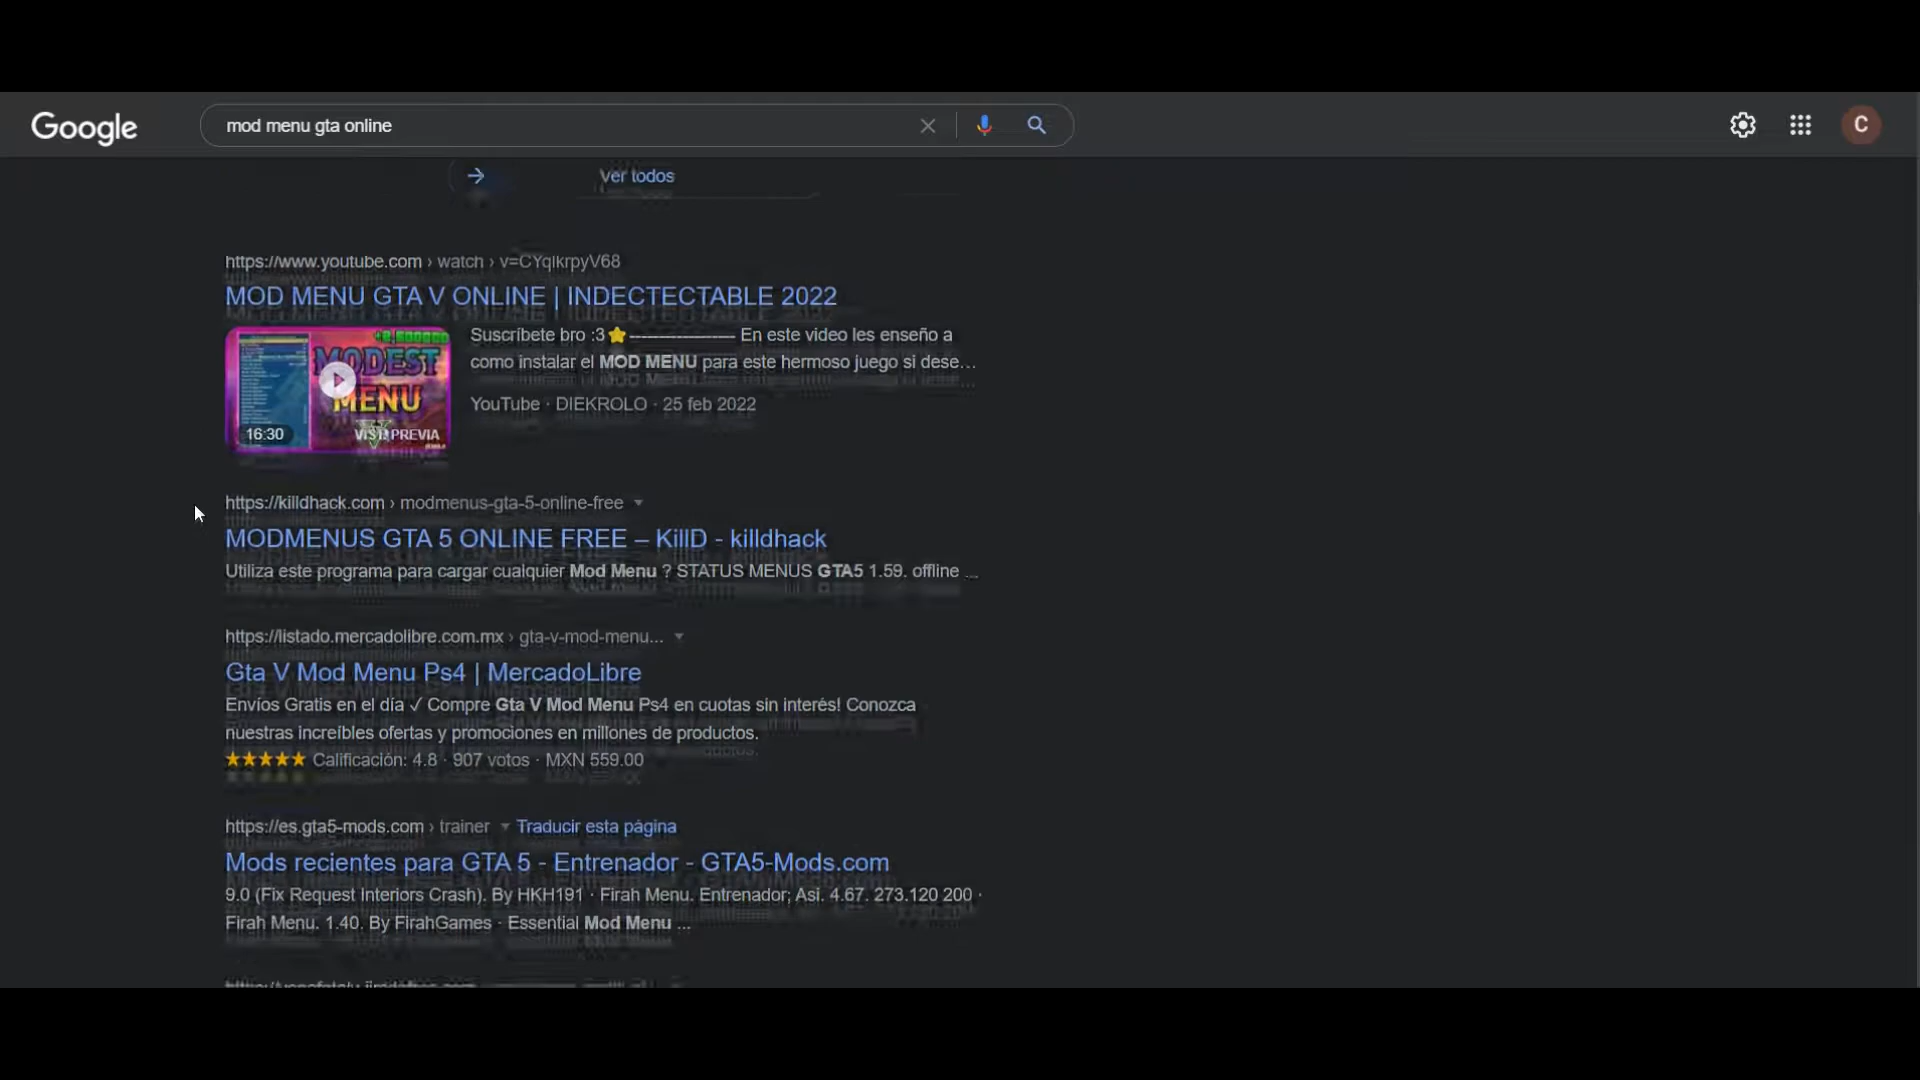 Google
mod menu gta online
C
Ver todos
https://www.youtube.com › watch › v=CYqIkrpyV68
MOD MENU GTA V ONLINE | INDECTECTABLE 2022
MODEST
MENU
16:30
VISTA PREVIA
Suscríbete bro :3⭐------------------- En este video les enseño a
como instalar el MOD MENU para este hermoso juego si dese...
YouTube · DIEKROLO · 25 feb 2022
https://killdhack.com › modmenus-gta-5-online-free
MODMENUS GTA 5 ONLINE FREE – KillD - killdhack
Utiliza este programa para cargar cualquier Mod Menu ? STATUS MENUS GTA5 1.59. offline ...
https://listado.mercadolibre.com.mx › gta-v-mod-menu...
Gta V Mod Menu Ps4 | MercadoLibre
Envíos Gratis en el día ✓ Compre Gta V Mod Menu Ps4 en cuotas sin interés! Conozca
nuestras increíbles ofertas y promociones en millones de productos.
★★★★★ Calificación: 4.8 · 907 votos · MXN 559.00
https://es.gta5-mods.com › trainer Traducir esta página
Mods recientes para GTA 5 - Entrenador - GTA5-Mods.com
9.0 (Fix Request Interiors Crash). By HKH191 · Firah Menu. Entrenador; Asi. 4.67. 273.120 200 ·
Firah Menu. 1.40. By FirahGames · Essential Mod Menu ...